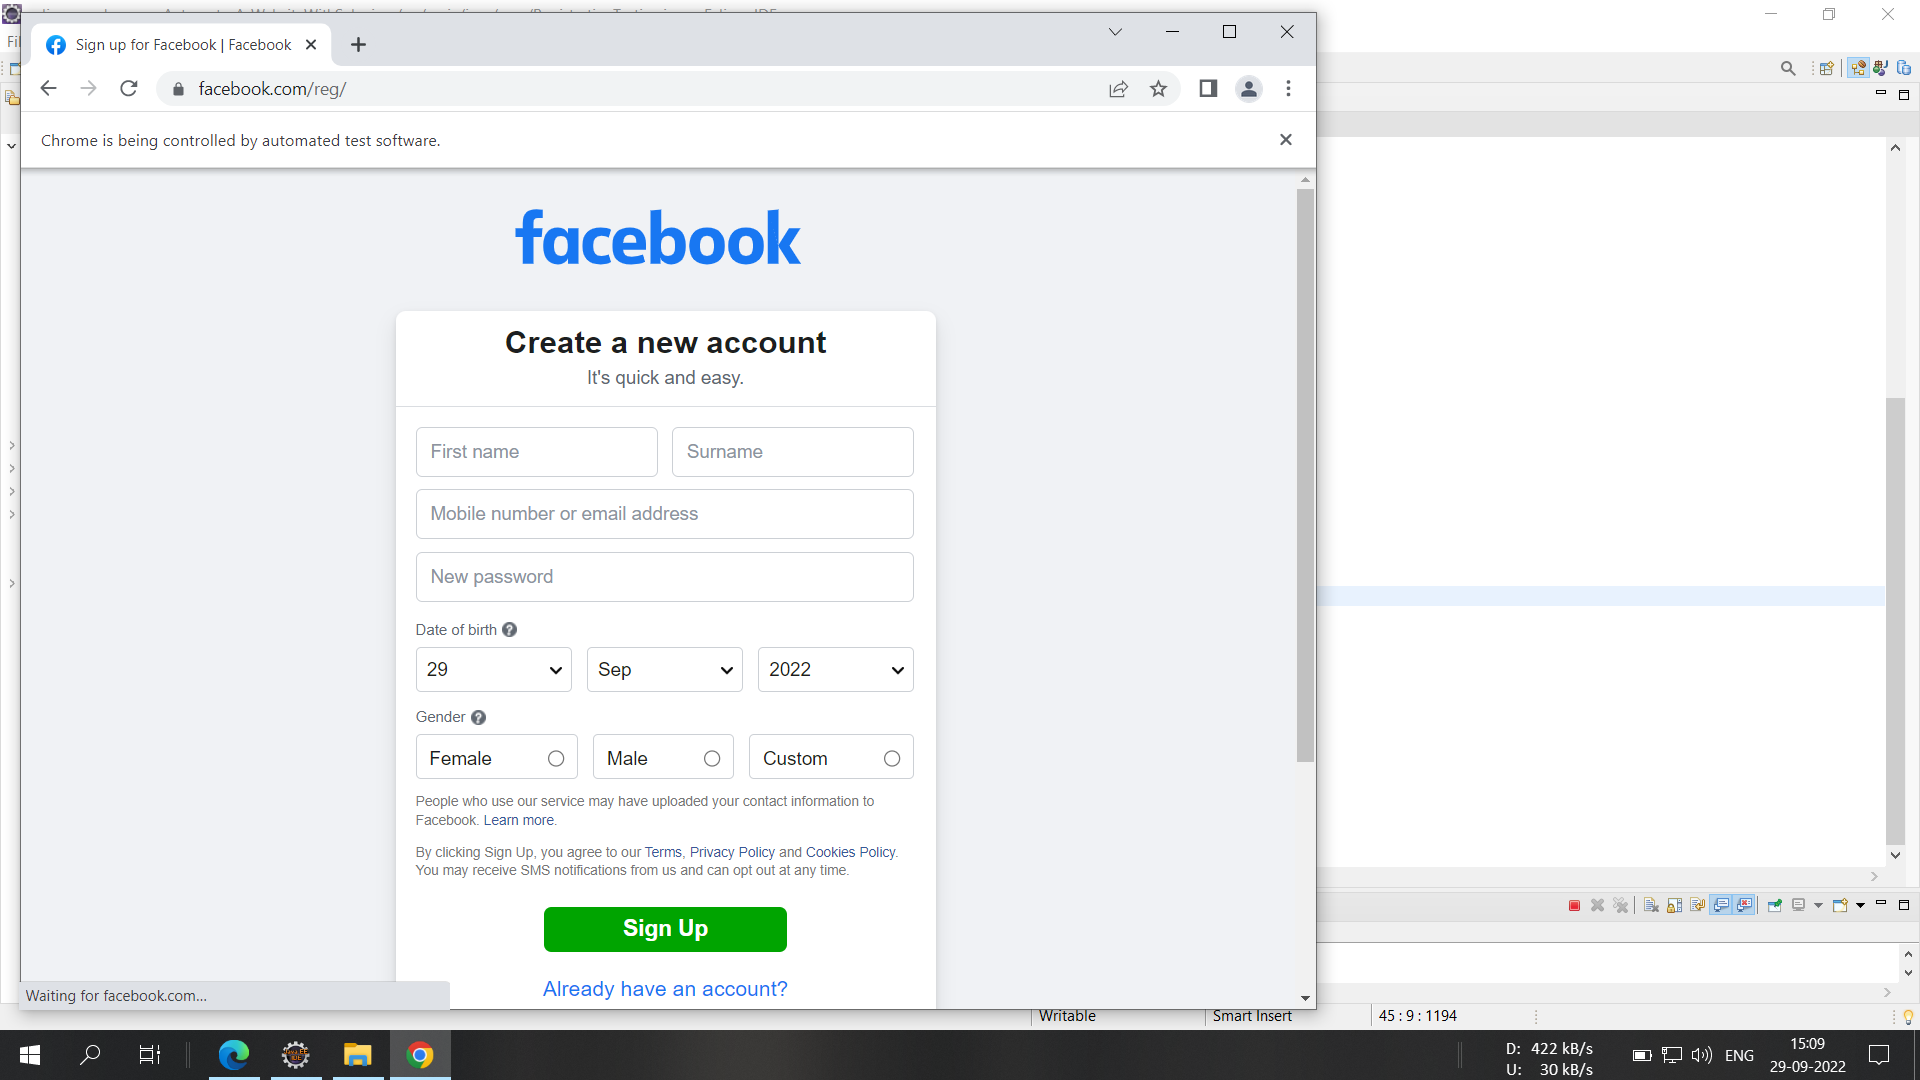 Sign up for Facebook | Facebook
facebook.com/reg/
Chrome is being controlled by automated test software.
facebook
Create a new account
It's quick and easy.
First name
Surname
Mobile number or email address
New password
Date of birth
29
Sep
2022
Gender
Female
Male
Custom
People who use our service may have uploaded your contact information to
Facebook. Learn more.
By clicking Sign Up, you agree to our Terms, Privacy Policy and Cookies Policy.
You may receive SMS notifications from us and can opt out at any time.
Sign Up
Already have an account?
Waiting for facebook.com...
Writable
Smart Insert
45 : 9 : 1194
D: 422 kB/s
U: 30 kB/s
ENG
15:09
29-09-2022